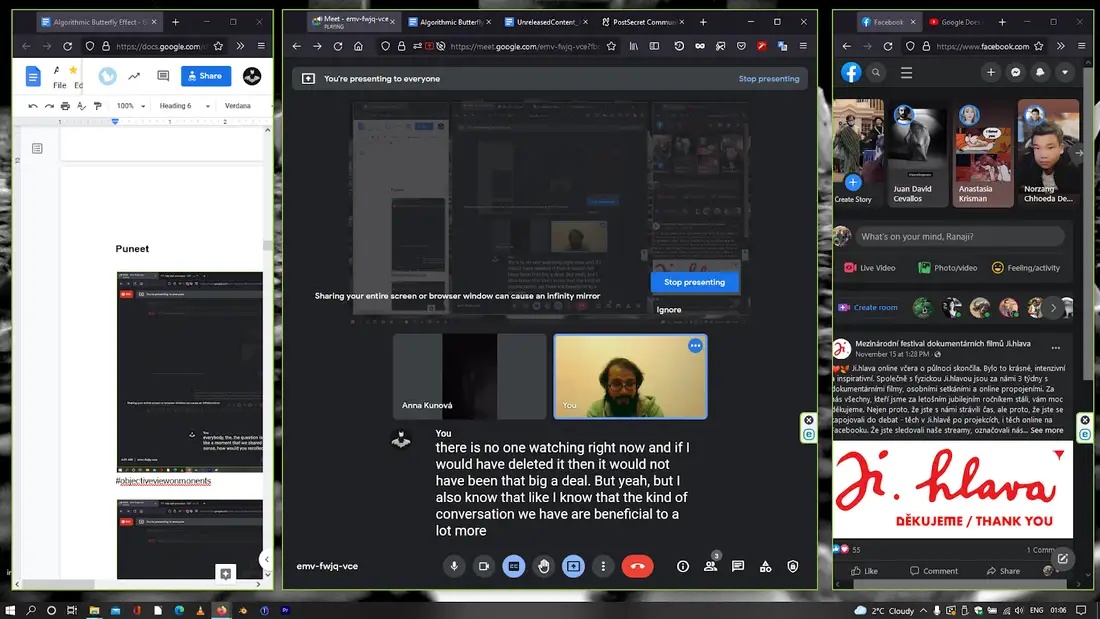 Algorithmic Butterfly Effect - G
https://docs.google.com/d
File
Ed
Share
100%
Heading 6
Verdana
Puneet
#objectiveviewonmonents
Meet - emv-fwjq-vce
PLAYING
Algorithmic Butterfly
UnreleasedContent_
PostSecret Commun
https://meet.google.com/emv-fwjq-vce?
You're presenting to everyone
Stop presenting
Sharing your entire screen or browser window can cause an infinity mirror
Stop presenting
Ignore
Anna Kunová
You
You
there is no one watching right now and if I
would have deleted it then it would not
have been that big a deal. But yeah, but I
also know that like I know that the kind of
conversation we have are beneficial to a
lot more
emv-fwjq-vce
3
Facebook
Google Docs
https://www.facebook.com
Create Story
Juan David
Cevallos
Anastasia
Krisman
Norzang
Chhoeda De...
What's on your mind, Ranaji?
Live Video
Photo/video
Feeling/activity
Create room
Mezinárodní festival dokumentárních filmů Ji.hlava
November 15 at 1:28 PM
Ji.hlava online včera o půlnoci skončila. Bylo to krásné, intenzivní
a inspirativní. Společně s fyzickou Ji.hlavou jsou za námi 3 týdny s
dokumentárními filmy, osobními setkáními a online propojeními. Za
nás všechny, kteří jsme za letošním jubilejním ročníkem stáli, vám moc
děkujeme. Nejen proto, že jste s námi strávili čas, ale proto, že jste se
zapojovali do debat - těch v Ji.hlavě po projekcích, i těch online na
Facebooku. Že jste sledovali naše streamy, označovali nás... See more
Ji.hlava
DĚKUJEME / THANK YOU
55
1 Comm
Like
Comment
Share
2°C Cloudy
ENG
01:06